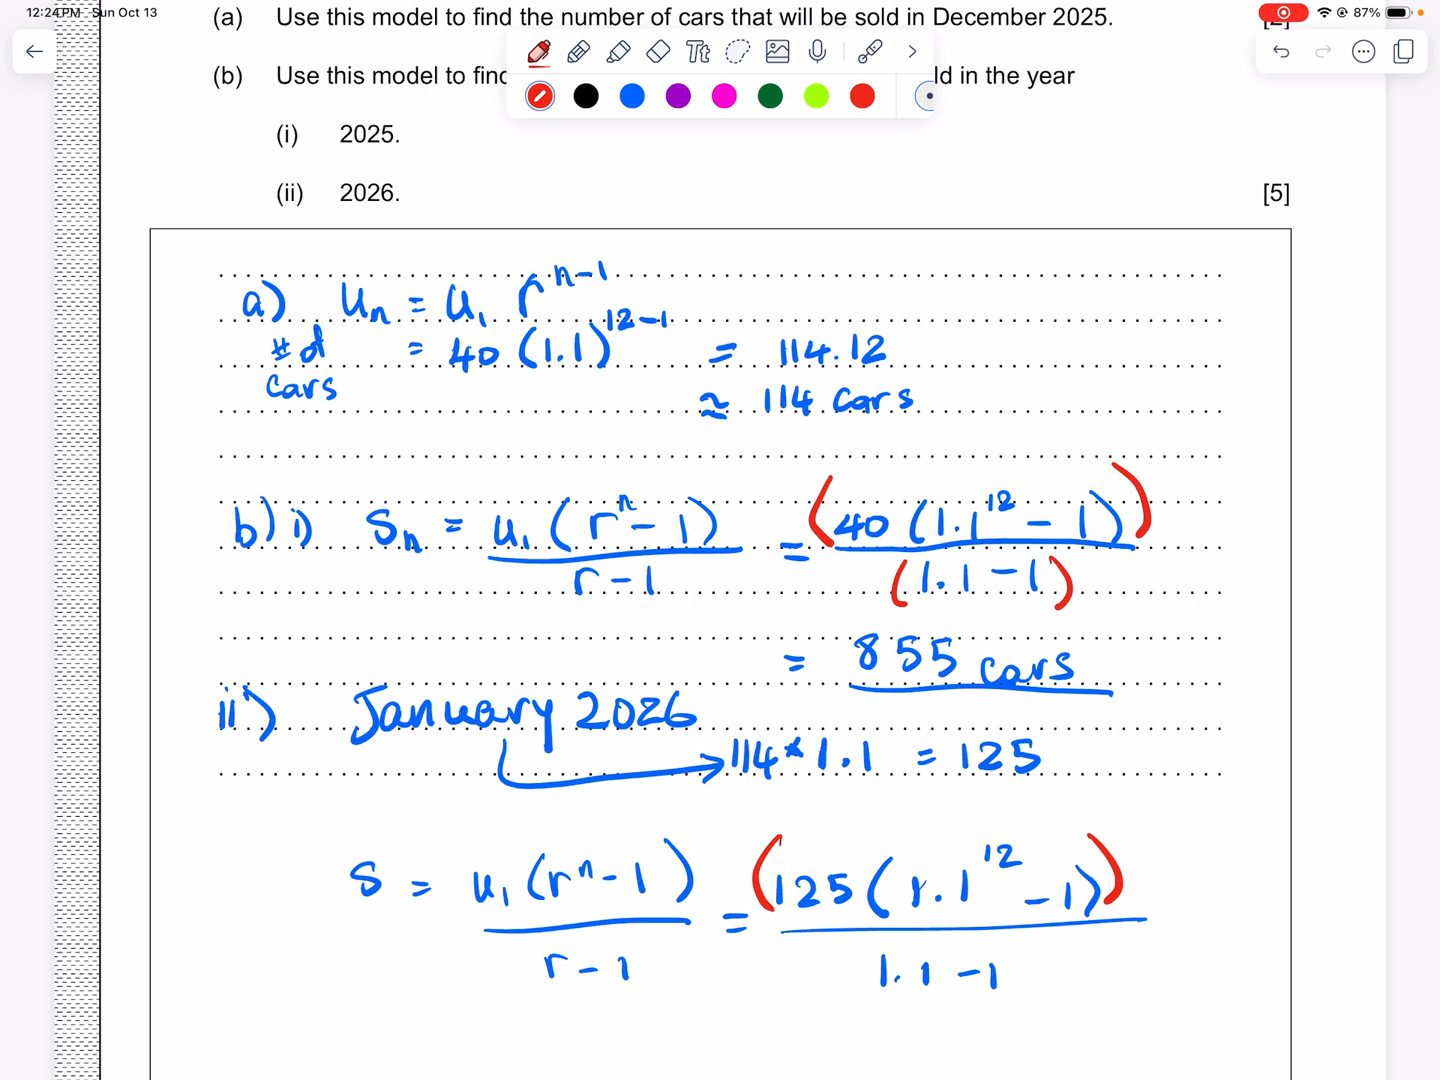 12:24 PM Sun Oct 13
87%
(a) Use this model to find the number of cars that will be sold in December 2025.
(b) Use this model to find ld in the year
Tt
(i) 2025.
(ii) 2026. [5]
a) Un = U1 r^n-1
# of = 40 (1.1)^12-1 = 114.12
cars ≈ 114 cars
b) i) Sn = U1 (r^n - 1) / r - 1 = (40 (1.1^12 - 1)) / (1.1 - 1)
= 855 cars
ii) January 2026
→ 114 * 1.1 = 125
S = U1 (r^n - 1) / r - 1 = (125 (1.1^12 - 1)) / 1.1 - 1